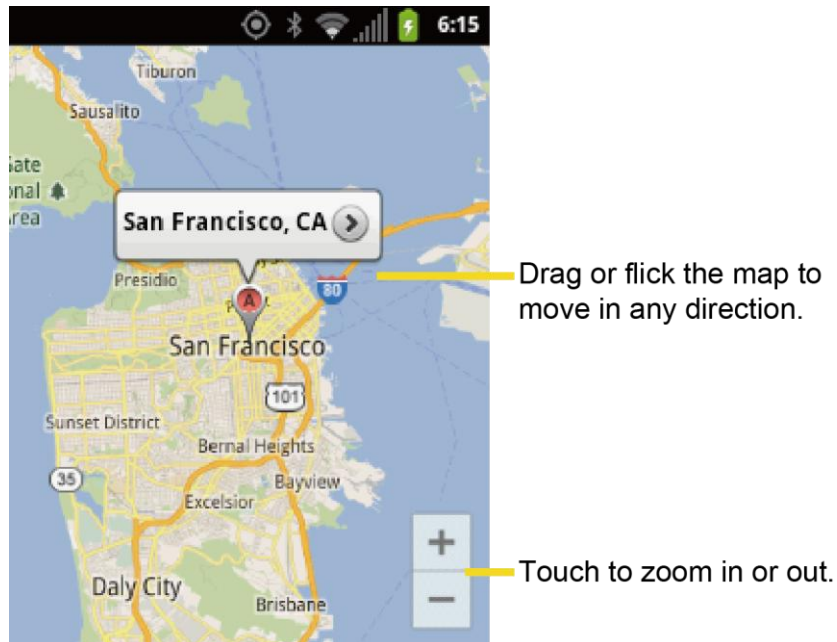 6:15
Tiburon
Sausalito
Gate
onal
Area
San Francisco, CA
Presidio
80
A
San Francisco
101
Sunset District
Bernal Heights
35
Bayview
Excelsior
Daly City
Brisbane
Drag or flick the map to
move in any direction.
+
Touch to zoom in or out.
−